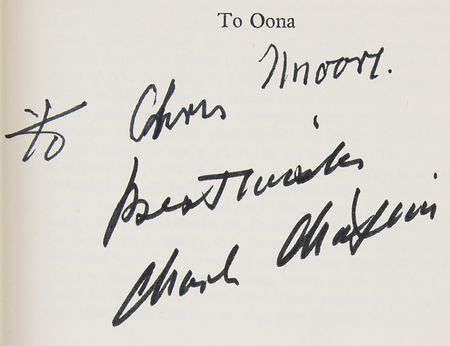 To Oona
To Chris Moore.
Best wishes
Charlie Chaplin